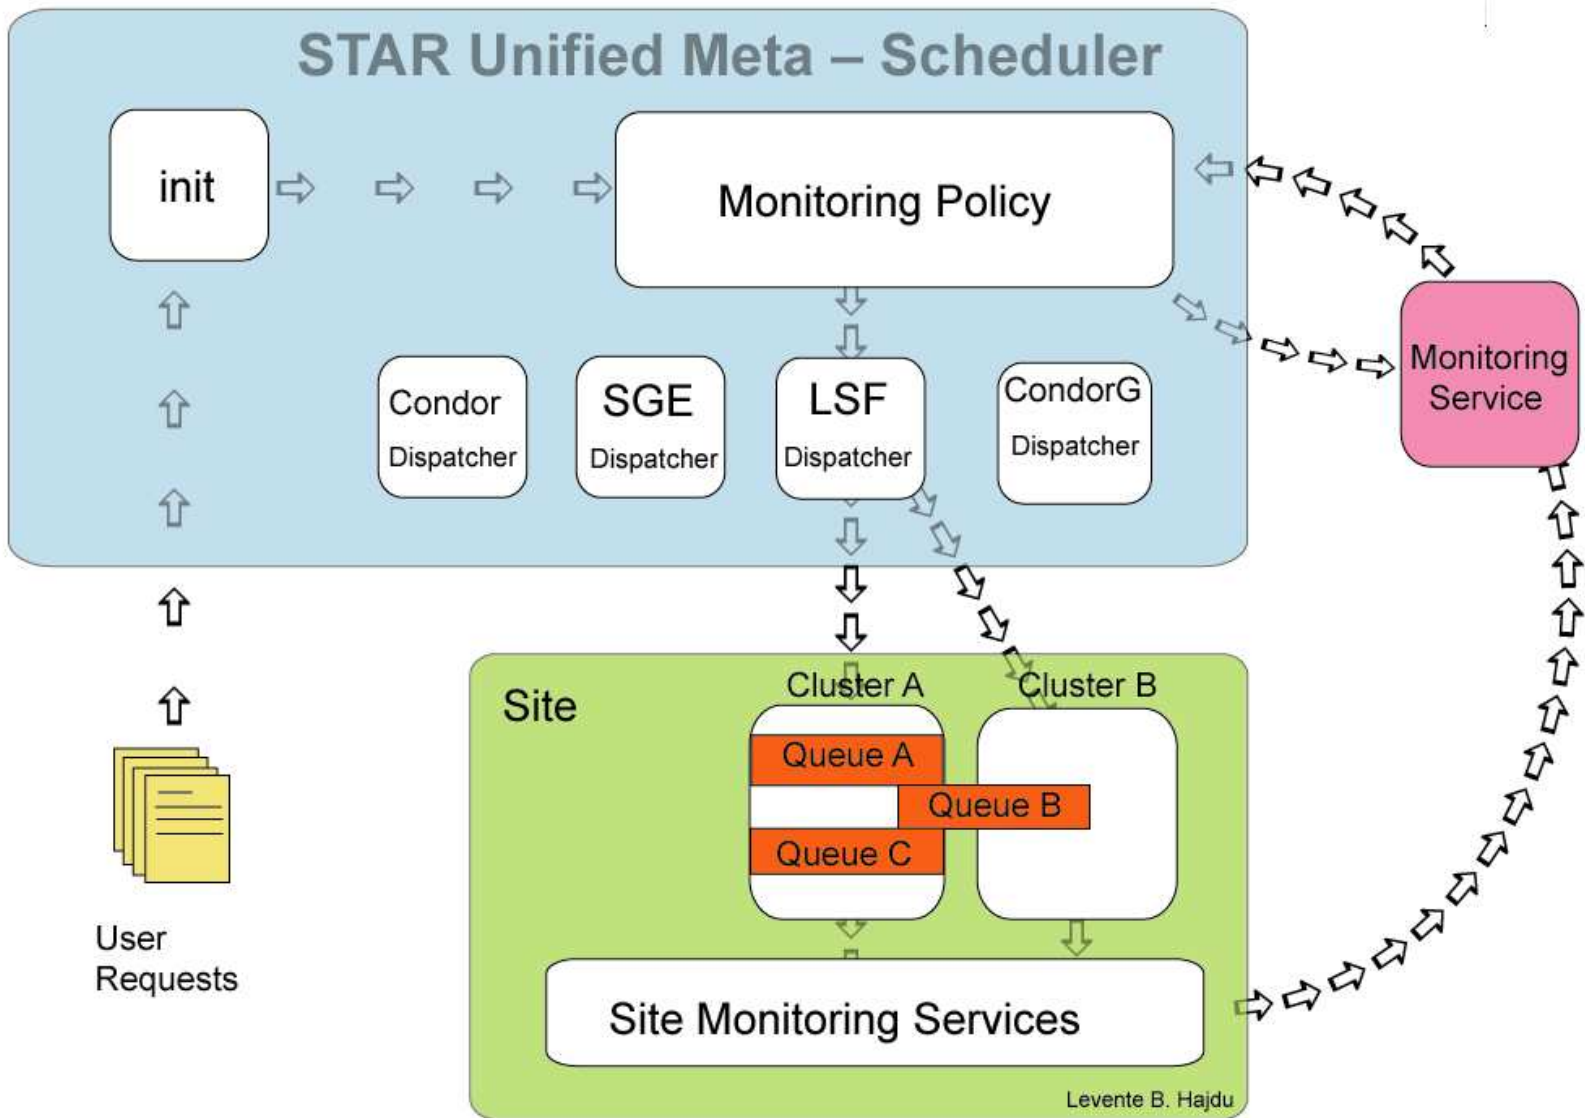 STAR Unified Meta – Scheduler
init
Monitoring Policy
Monitoring
Service
Condor
Dispatcher
SGE
Dispatcher
LSF
Dispatcher
CondorG
Dispatcher
Site
Cluster A
Cluster B
Queue A
Queue B
Queue C
User
Requests
Site Monitoring Services
Levente B. Hajdu